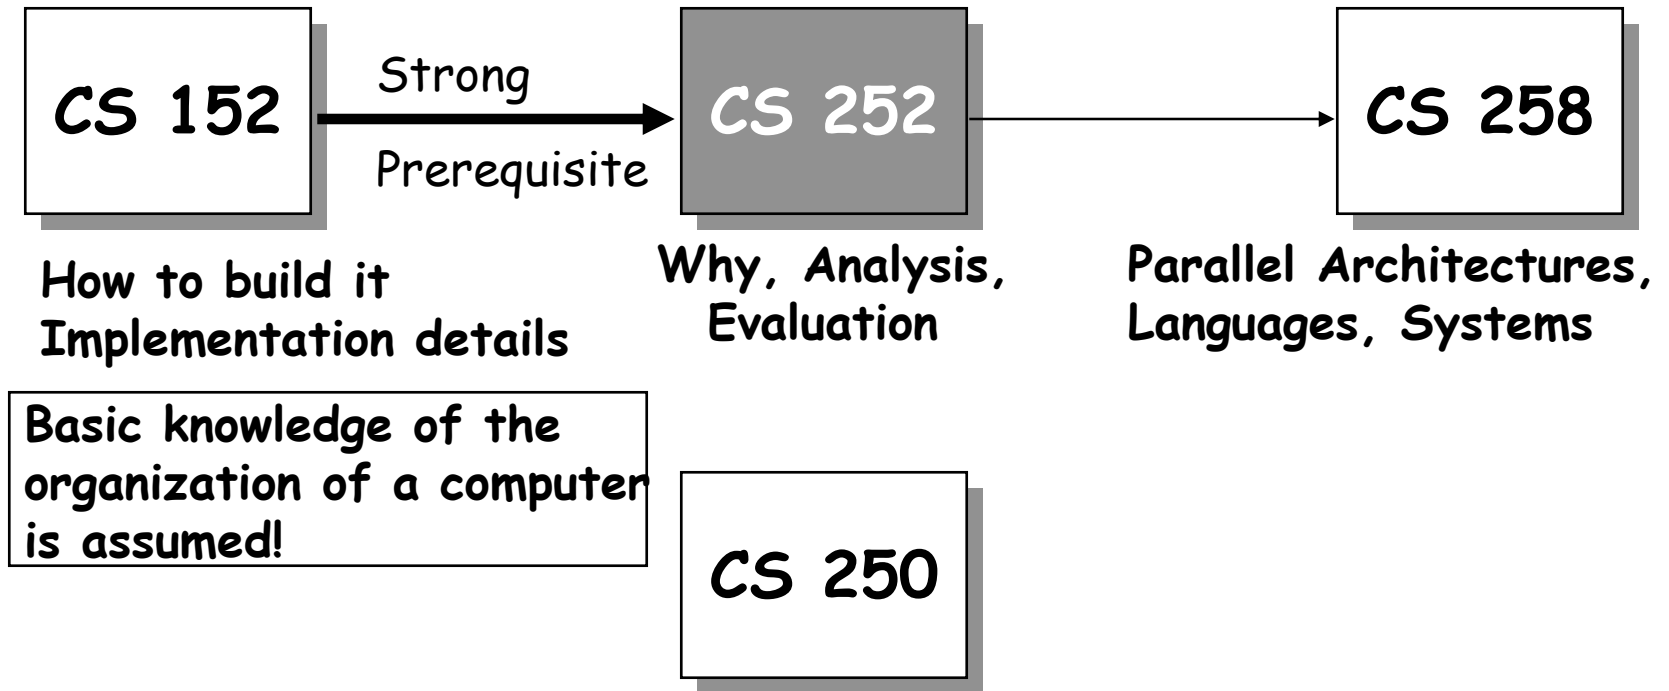 CS 152
Strong
Prerequisite
CS 252
CS 258
How to build it
Implementation details
Why, Analysis,
Evaluation
Parallel Architectures,
Languages, Systems
Basic knowledge of the
organization of a computer
is assumed!
CS 250